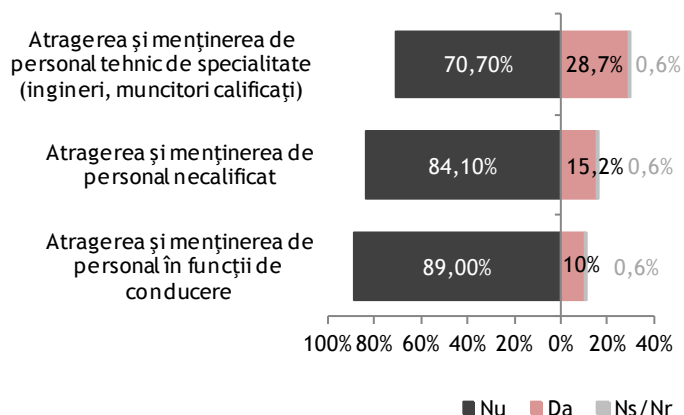 Atragerea şi menţinerea de
personal tehnic de specialitate
(ingineri, muncitori calificaţi)
70,70%
28,7%
0,6%
Atragerea şi menţinerea de
personal necalificat
84,10%
15,2%
0,6%
Atragerea şi menţinerea de
personal în funcţii de
conducere
89,00%
10%
0,6%
100% 80% 60% 40% 20% 0% 20% 40%
Nu Da Ns/Nr